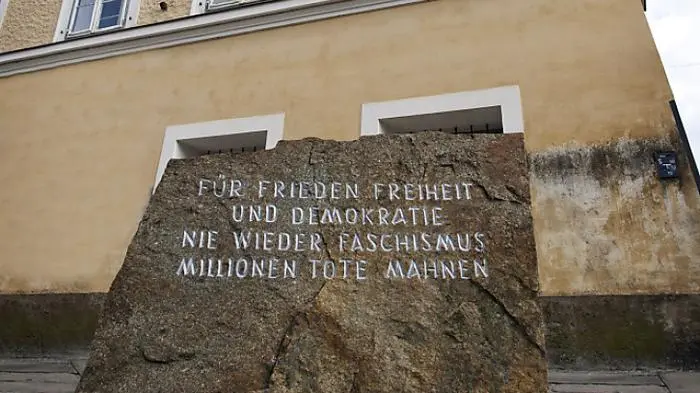 FÜR FRIEDEN FREIHEIT
UND DEMOKRATIE
NIE WIEDER FASCHISMUS
MILLIONEN TOTE MAHNEN